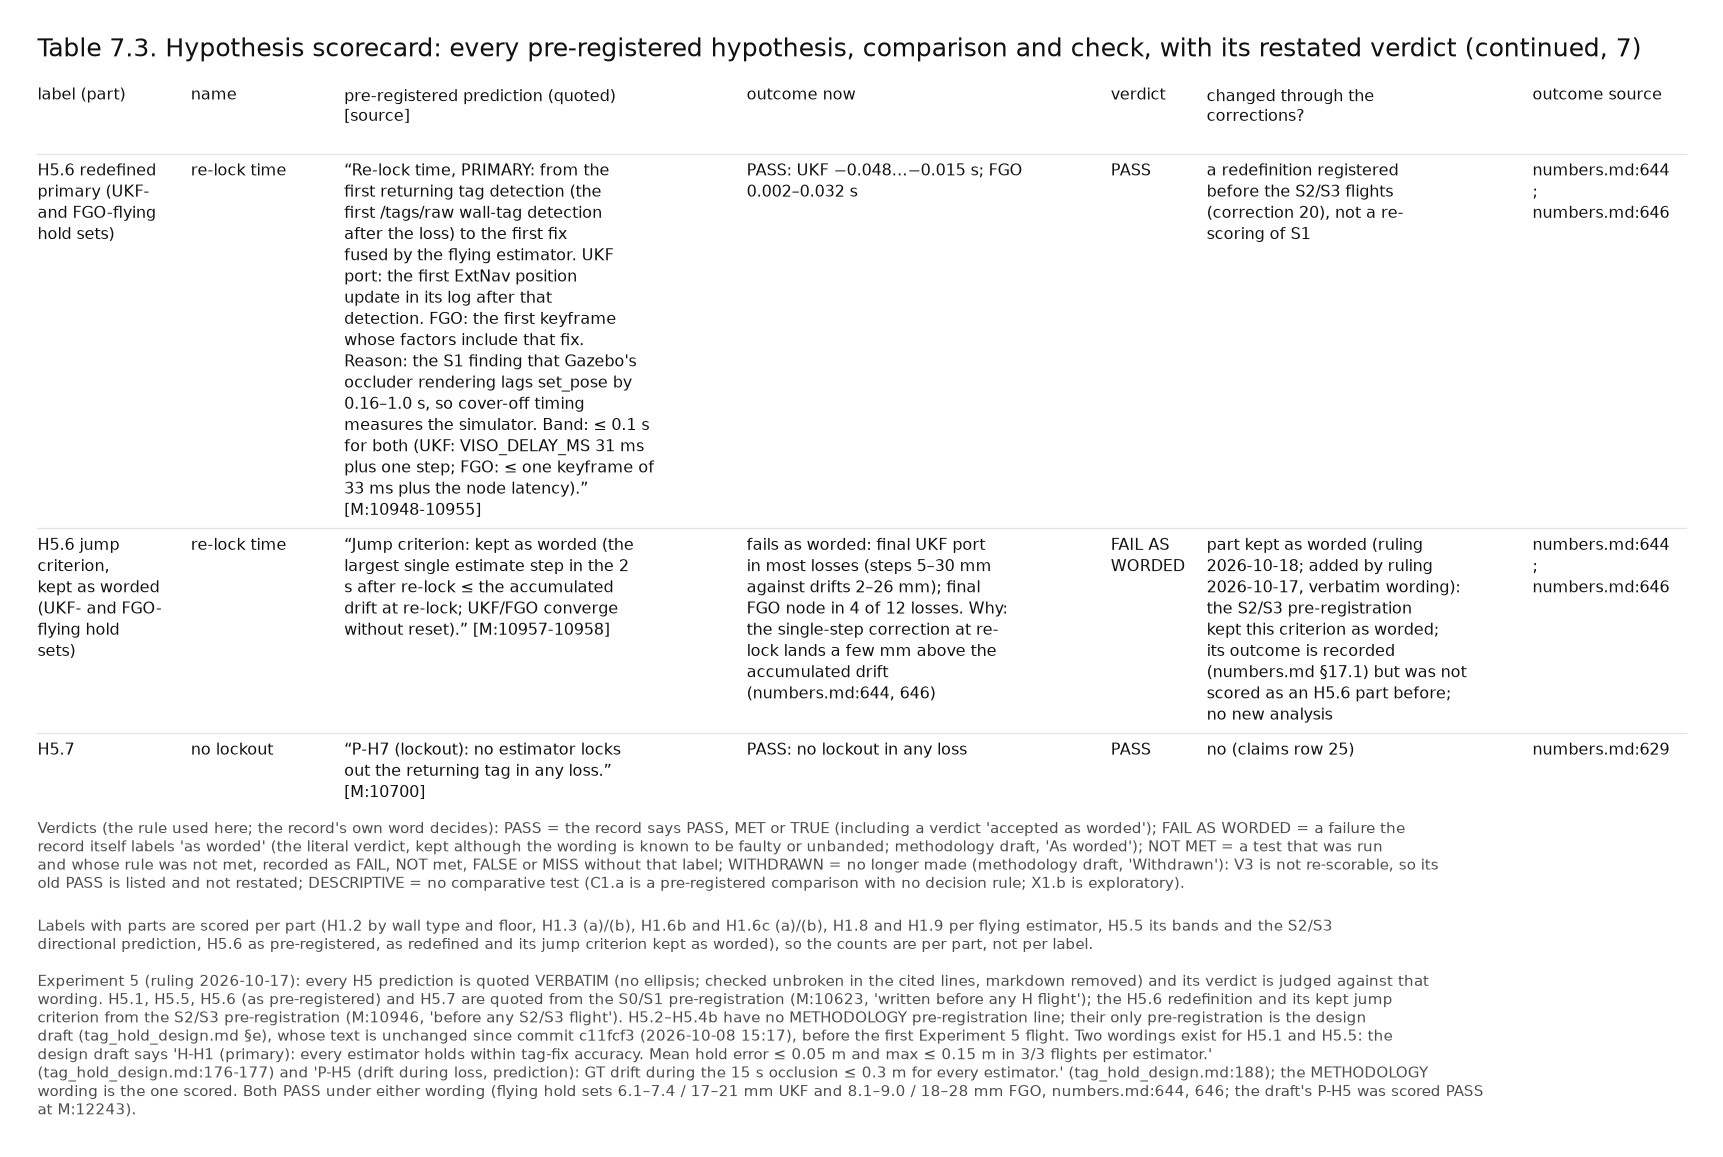 Table 7.3. Hypothesis scorecard: every pre-registered hypothesis, comparison and check, with its restated verdict (continued, 7)
label (part)
name
pre-registered prediction (quoted)
[source]
outcome now
verdict
changed through the
corrections?
outcome source
H5.6 redefined
primary (UKF-
and FGO-flying
hold sets)
re-lock time
“Re-lock time, PRIMARY: from the
first returning tag detection (the
first /tags/raw wall-tag detection
after the loss) to the first fix
fused by the flying estimator. UKF
port: the first ExtNav position
update in its log after that
detection. FGO: the first keyframe
whose factors include that fix.
Reason: the S1 finding that Gazebo's
occluder rendering lags set_pose by
0.16–1.0 s, so cover-off timing
measures the simulator. Band: ≤ 0.1 s
for both (UKF: VISO_DELAY_MS 31 ms
plus one step; FGO: ≤ one keyframe of
33 ms plus the node latency).”
[M:10948-10955]
PASS: UKF −0.048…−0.015 s; FGO
0.002–0.032 s
PASS
a redefinition registered
before the S2/S3 flights
(correction 20), not a re-
scoring of S1
numbers.md:644
;
numbers.md:646
H5.6 jump
criterion,
kept as worded
(UKF- and FGO-
flying hold
sets)
re-lock time
“Jump criterion: kept as worded (the
largest single estimate step in the 2
s after re-lock ≤ the accumulated
drift at re-lock; UKF/FGO converge
without reset).” [M:10957-10958]
fails as worded: final UKF port
in most losses (steps 5–30 mm
against drifts 2–26 mm); final
FGO node in 4 of 12 losses. Why:
the single-step correction at re-
lock lands a few mm above the
accumulated drift
(numbers.md:644, 646)
FAIL AS
WORDED
part kept as worded (ruling
2026-10-18; added by ruling
2026-10-17, verbatim wording):
the S2/S3 pre-registration
kept this criterion as worded;
its outcome is recorded
(numbers.md §17.1) but was not
scored as an H5.6 part before;
no new analysis
numbers.md:644
;
numbers.md:646
H5.7
no lockout
“P-H7 (lockout): no estimator locks
out the returning tag in any loss.”
[M:10700]
PASS: no lockout in any loss
PASS
no (claims row 25)
numbers.md:629
Verdicts (the rule used here; the record's own word decides): PASS = the record says PASS, MET or TRUE (including a verdict 'accepted as worded'); FAIL AS WORDED = a failure the
record itself labels 'as worded' (the literal verdict, kept although the wording is known to be faulty or unbanded; methodology draft, 'As worded'); NOT MET = a test that was run
and whose rule was not met, recorded as FAIL, NOT met, FALSE or MISS without that label; WITHDRAWN = no longer made (methodology draft, 'Withdrawn'): V3 is not re-scorable, so its
old PASS is listed and not restated; DESCRIPTIVE = no comparative test (C1.a is a pre-registered comparison with no decision rule; X1.b is exploratory).
Labels with parts are scored per part (H1.2 by wall type and floor, H1.3 (a)/(b), H1.6b and H1.6c (a)/(b), H1.8 and H1.9 per flying estimator, H5.5 its bands and the S2/S3
directional prediction, H5.6 as pre-registered, as redefined and its jump criterion kept as worded), so the counts are per part, not per label.
Experiment 5 (ruling 2026-10-17): every H5 prediction is quoted VERBATIM (no ellipsis; checked unbroken in the cited lines, markdown removed) and its verdict is judged against that
wording. H5.1, H5.5, H5.6 (as pre-registered) and H5.7 are quoted from the S0/S1 pre-registration (M:10623, 'written before any H flight'); the H5.6 redefinition and its kept jump
criterion from the S2/S3 pre-registration (M:10946, 'before any S2/S3 flight'). H5.2–H5.4b have no METHODOLOGY pre-registration line; their only pre-registration is the design
draft (tag_hold_design.md §e), whose text is unchanged since commit c11fcf3 (2026-10-08 15:17), before the first Experiment 5 flight. Two wordings exist for H5.1 and H5.5: the
design draft says 'H-H1 (primary): every estimator holds within tag-fix accuracy. Mean hold error ≤ 0.05 m and max ≤ 0.15 m in 3/3 flights per estimator.'
(tag_hold_design.md:176-177) and 'P-H5 (drift during loss, prediction): GT drift during the 15 s occlusion ≤ 0.3 m for every estimator.' (tag_hold_design.md:188); the METHODOLOGY
wording is the one scored. Both PASS under either wording (flying hold sets 6.1–7.4 / 17–21 mm UKF and 8.1–9.0 / 18–28 mm FGO, numbers.md:644, 646; the draft's P-H5 was scored PASS
at M:12243).